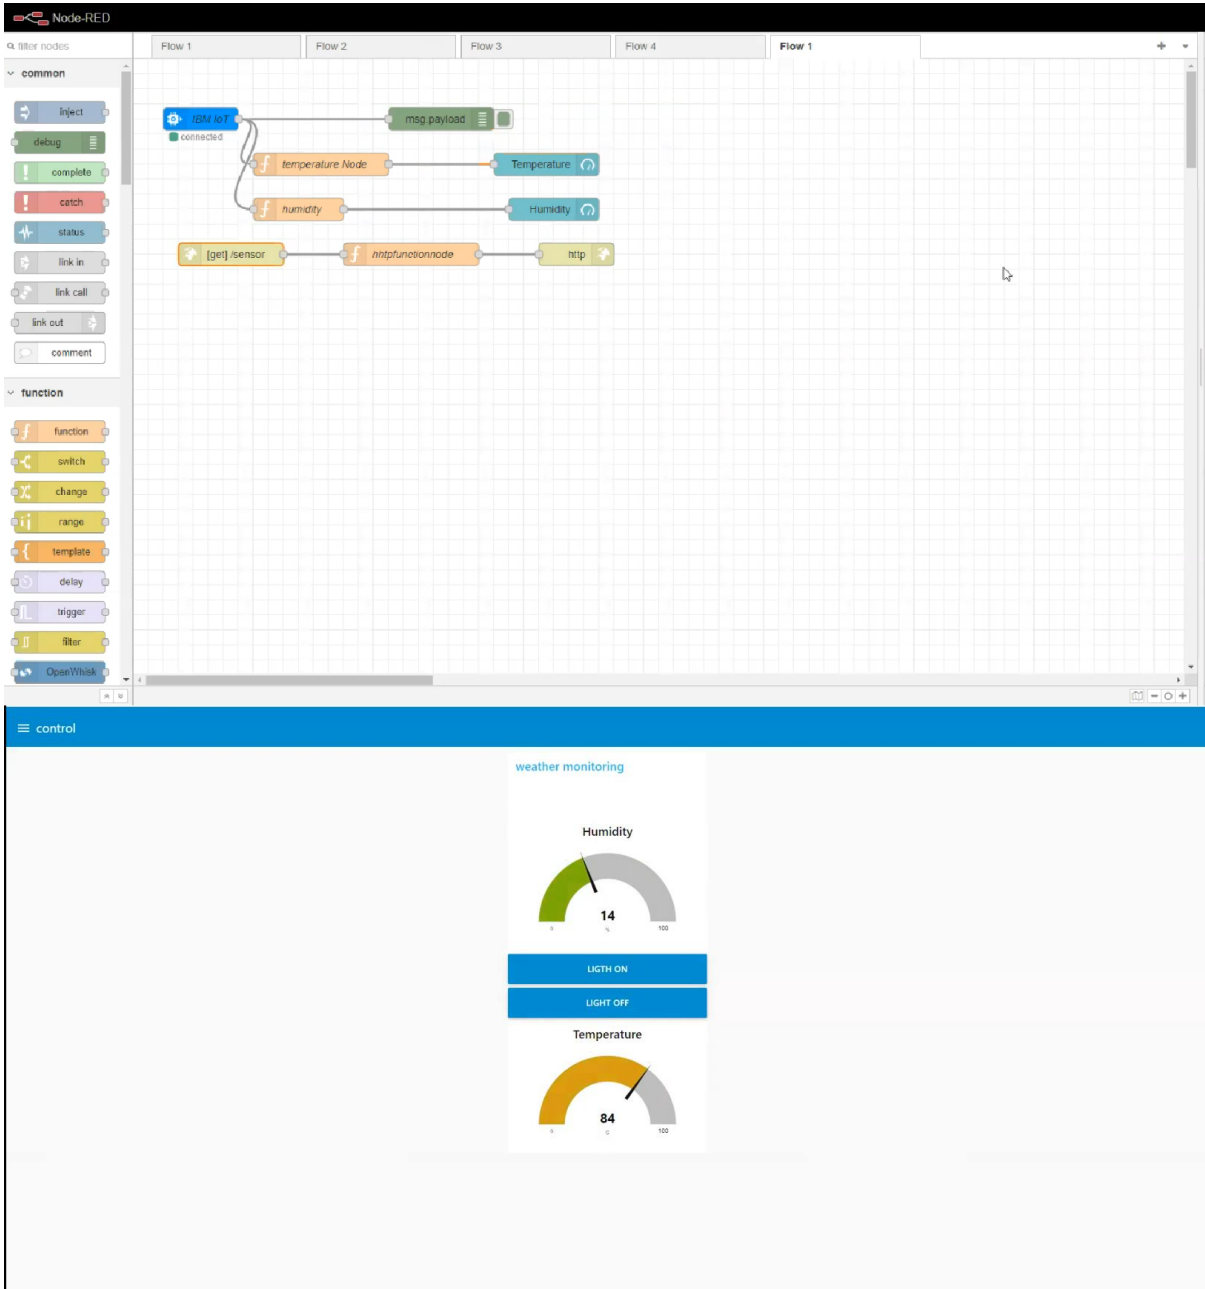 Node-RED
filter nodes
Flow 1
Flow 2
Flow 3
Flow 4
Flow 1
common
inject
debug
complete
catch
status
link in
link call
link out
comment
function
function
switch
change
range
template
delay
trigger
filter
OpenWhisk
IBM IoT
connected
msg.payload
temperature Node
Temperature
humidity
Humidity
[get] /sensor
hhtpfunctionnode
http
control
weather monitoring
Humidity
14
0
%
100
LIGTH ON
LIGHT OFF
Temperature
84
0
C
100